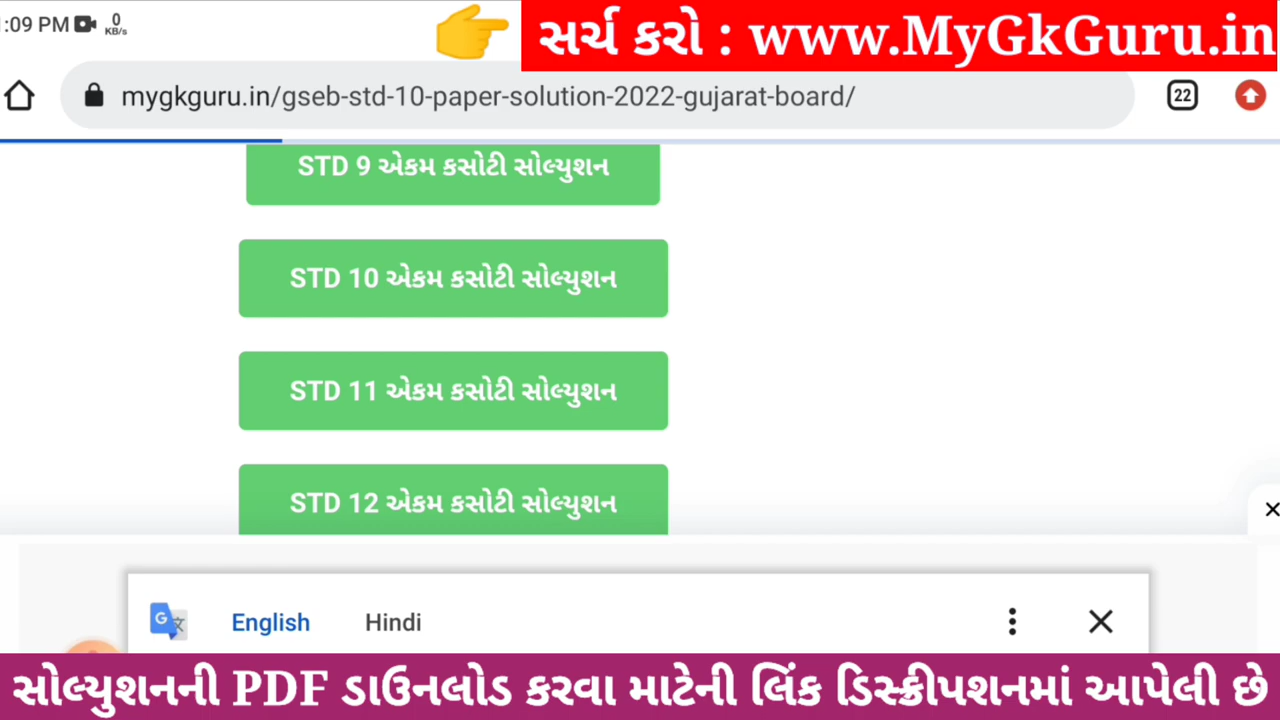 :09 PM 0 KB/s
સર્ચ કરો : www.MyGkGuru.in
mygkguru.in/gseb-std-10-paper-solution-2022-gujarat-board/
22
STD 9 એકમ કસોટી સોલ્યુશન
STD 10 એકમ કસોટી સોલ્યુશન
STD 11 એકમ કસોટી સોલ્યુશન
STD 12 એકમ કસોટી સોલ્યુશન
English Hindi
સોલ્યુશનની PDF ડાઉનલોડ કરવા માટેની લિંક ડિસ્ક્રીપશનમાં આપેલી છે